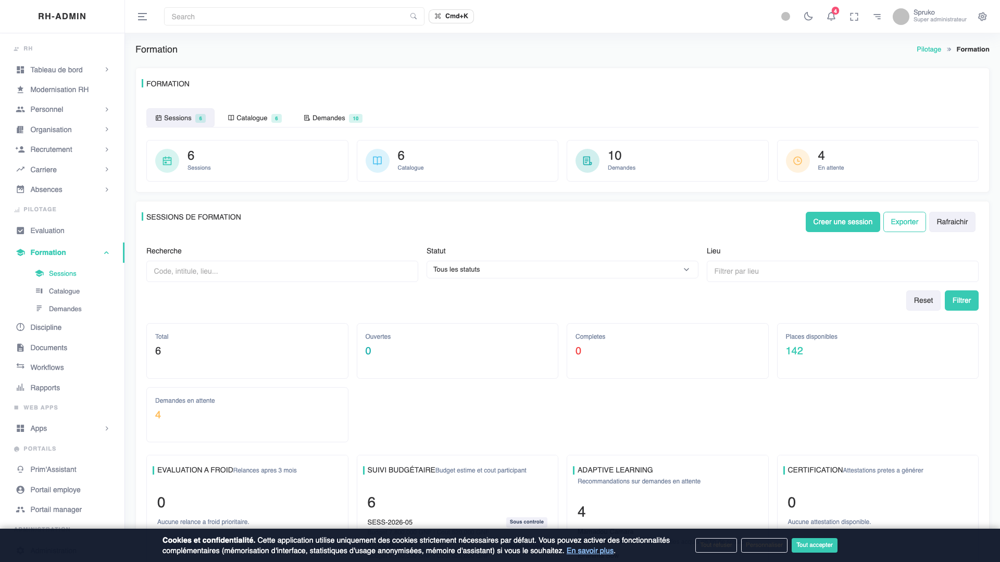 RH-ADMIN
Search
⌘ Cmd+K
4
Spruko
Super administrateur
RH
Tableau de bord
Modernisation RH
Personnel
Organisation
Recrutement
Carriere
Absences
PILOTAGE
Evaluation
Formation
Sessions
Catalogue
Demandes
Discipline
Documents
Workflows
Rapports
WEB APPS
Apps
PORTAILS
Prim'Assistant
Portail employe
Portail manager
Formation
Pilotage » Formation
FORMATION
Sessions 6
Catalogue 6
Demandes 10
6
Sessions
6
Catalogue
10
Demandes
4
En attente
SESSIONS DE FORMATION
Creer une session
Exporter
Rafraichir
Recherche
Statut
Lieu
Code, intitule, lieu...
Tous les statuts
Filtrer par lieu
Reset
Filtrer
Total
6
Ouvertes
0
Completes
0
Places disponibles
142
Demandes en attente
4
EVALUATION A FROID Relances apres 3 mois
0
Aucune relance a froid prioritaire.
SUIVI BUDGÉTAIRE Budget estime et cout participant
6
SESS-2026-05
Sous controle
ADAPTIVE LEARNING
Recommandations sur demandes en attente
4
CERTIFICATION Attestations pretes a générer
0
Aucune attestation disponible.
Cookies et confidentialité. Cette application utilise uniquement des cookies strictement nécessaires par défaut. Vous pouvez activer des fonctionnalités
complémentaires (mémorisation d'interface, statistiques d'usage anonymisées, mémoire d'assistant) si vous le souhaitez. En savoir plus.
Tout refuser
Personnaliser
Tout accepter